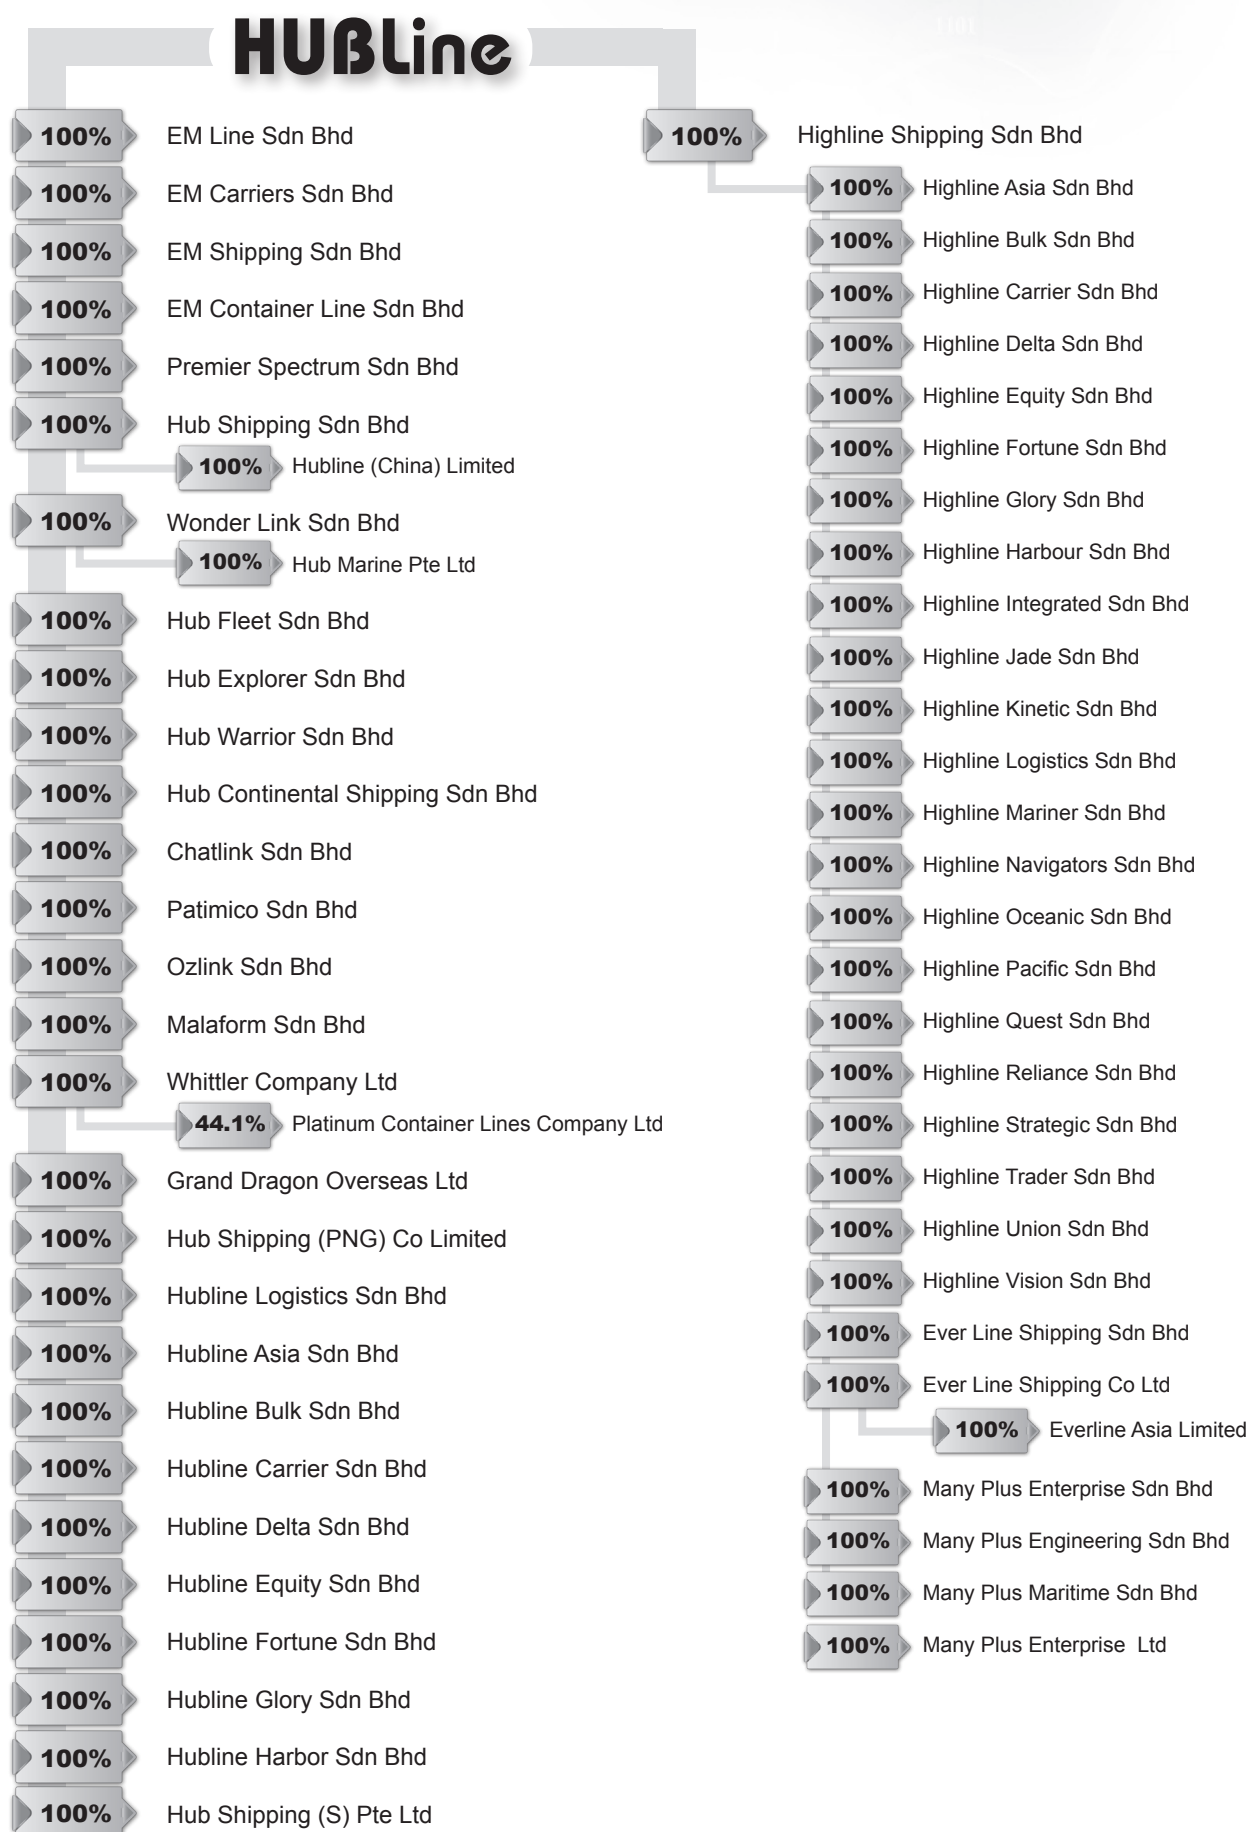 HUBLine
100% EM Line Sdn Bhd
100% EM Carriers Sdn Bhd
100% EM Shipping Sdn Bhd
100% EM Container Line Sdn Bhd
100% Premier Spectrum Sdn Bhd
100% Hub Shipping Sdn Bhd
100% Hubline (China) Limited
100% Wonder Link Sdn Bhd
100% Hub Marine Pte Ltd
100% Hub Fleet Sdn Bhd
100% Hub Explorer Sdn Bhd
100% Hub Warrior Sdn Bhd
100% Hub Continental Shipping Sdn Bhd
100% Chatlink Sdn Bhd
100% Patimico Sdn Bhd
100% Ozlink Sdn Bhd
100% Malaform Sdn Bhd
100% Whittler Company Ltd
44.1% Platinum Container Lines Company Ltd
100% Grand Dragon Overseas Ltd
100% Hub Shipping (PNG) Co Limited
100% Hubline Logistics Sdn Bhd
100% Hubline Asia Sdn Bhd
100% Hubline Bulk Sdn Bhd
100% Hubline Carrier Sdn Bhd
100% Hubline Delta Sdn Bhd
100% Hubline Equity Sdn Bhd
100% Hubline Fortune Sdn Bhd
100% Hubline Glory Sdn Bhd
100% Hubline Harbor Sdn Bhd
100% Hub Shipping (S) Pte Ltd
100% Highline Shipping Sdn Bhd
100% Highline Asia Sdn Bhd
100% Highline Bulk Sdn Bhd
100% Highline Carrier Sdn Bhd
100% Highline Delta Sdn Bhd
100% Highline Equity Sdn Bhd
100% Highline Fortune Sdn Bhd
100% Highline Glory Sdn Bhd
100% Highline Harbour Sdn Bhd
100% Highline Integrated Sdn Bhd
100% Highline Jade Sdn Bhd
100% Highline Kinetic Sdn Bhd
100% Highline Logistics Sdn Bhd
100% Highline Mariner Sdn Bhd
100% Highline Navigators Sdn Bhd
100% Highline Oceanic Sdn Bhd
100% Highline Pacific Sdn Bhd
100% Highline Quest Sdn Bhd
100% Highline Reliance Sdn Bhd
100% Highline Strategic Sdn Bhd
100% Highline Trader Sdn Bhd
100% Highline Union Sdn Bhd
100% Highline Vision Sdn Bhd
100% Ever Line Shipping Sdn Bhd
100% Ever Line Shipping Co Ltd
100% Everline Asia Limited
100% Many Plus Enterprise Sdn Bhd
100% Many Plus Engineering Sdn Bhd
100% Many Plus Maritime Sdn Bhd
100% Many Plus Enterprise Ltd